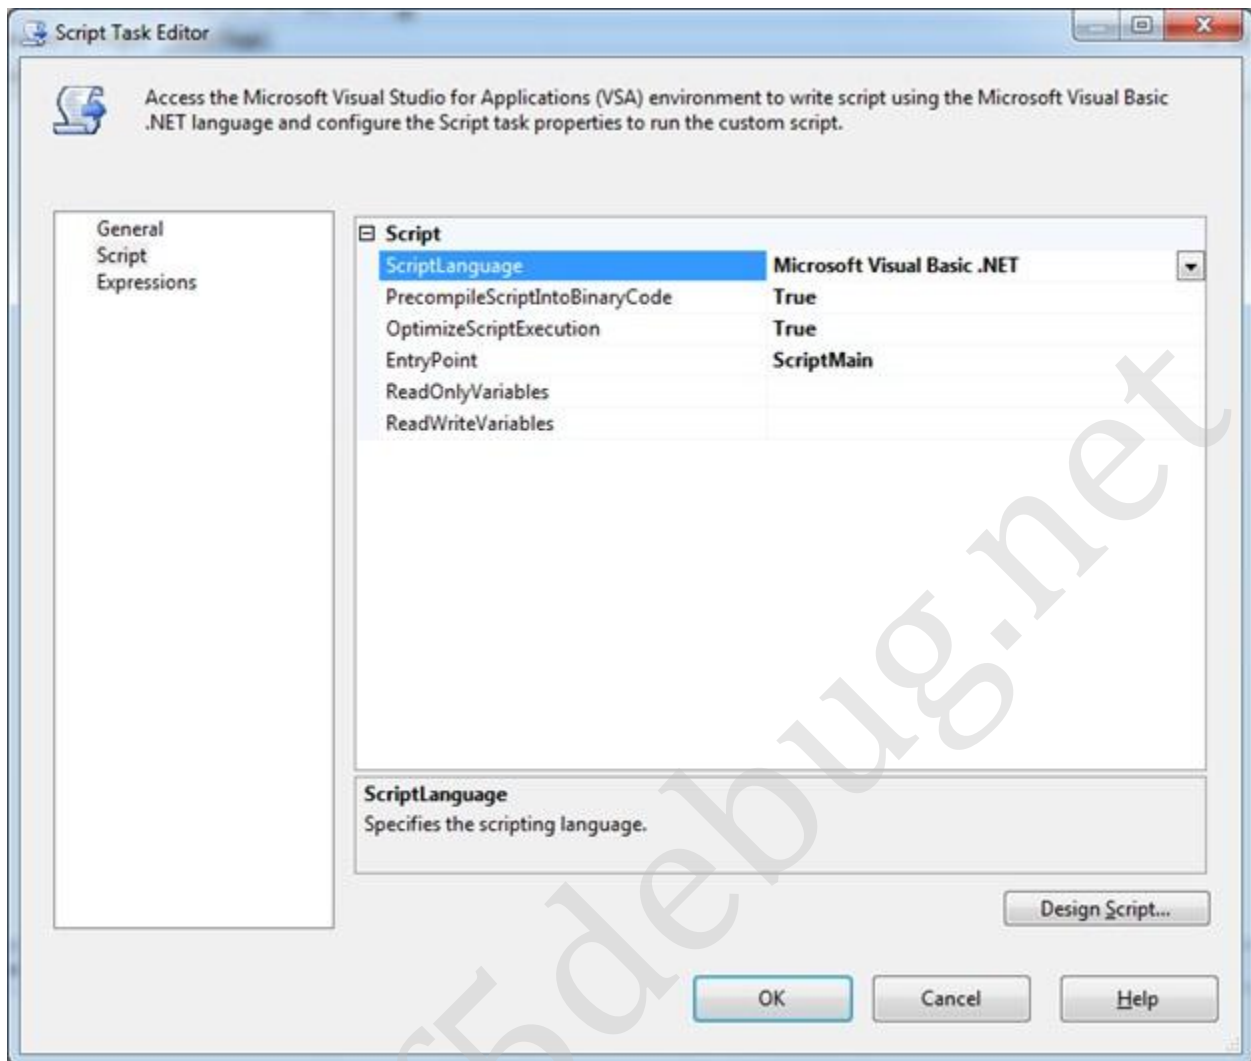 Script Task Editor
Access the Microsoft Visual Studio for Applications (VSA) environment to write script using the Microsoft Visual Basic
.NET language and configure the Script task properties to run the custom script.
General
Script
Expressions
Script
ScriptLanguage Microsoft Visual Basic .NET
PrecompileScriptIntoBinaryCode True
OptimizeScriptExecution True
EntryPoint ScriptMain
ReadOnlyVariables
ReadWriteVariables
ScriptLanguage
Specifies the scripting language.
Design Script...
OK Cancel Help
f5debug.net